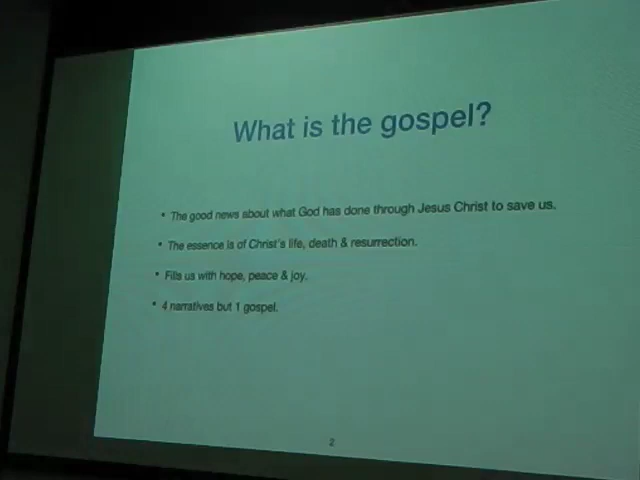 What is the gospel?
• The good news about what God has done through Jesus Christ to save us.
• The essence is of Christ's life, death & resurrection.
• Fills us with hope, peace & joy.
• 4 narratives but 1 gospel.
2